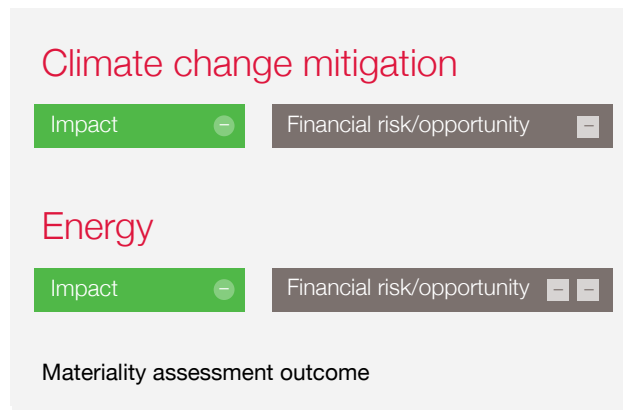 Climate change mitigation
Impact –
Financial risk/opportunity –
Energy
Impact –
Financial risk/opportunity – –
Materiality assessment outcome